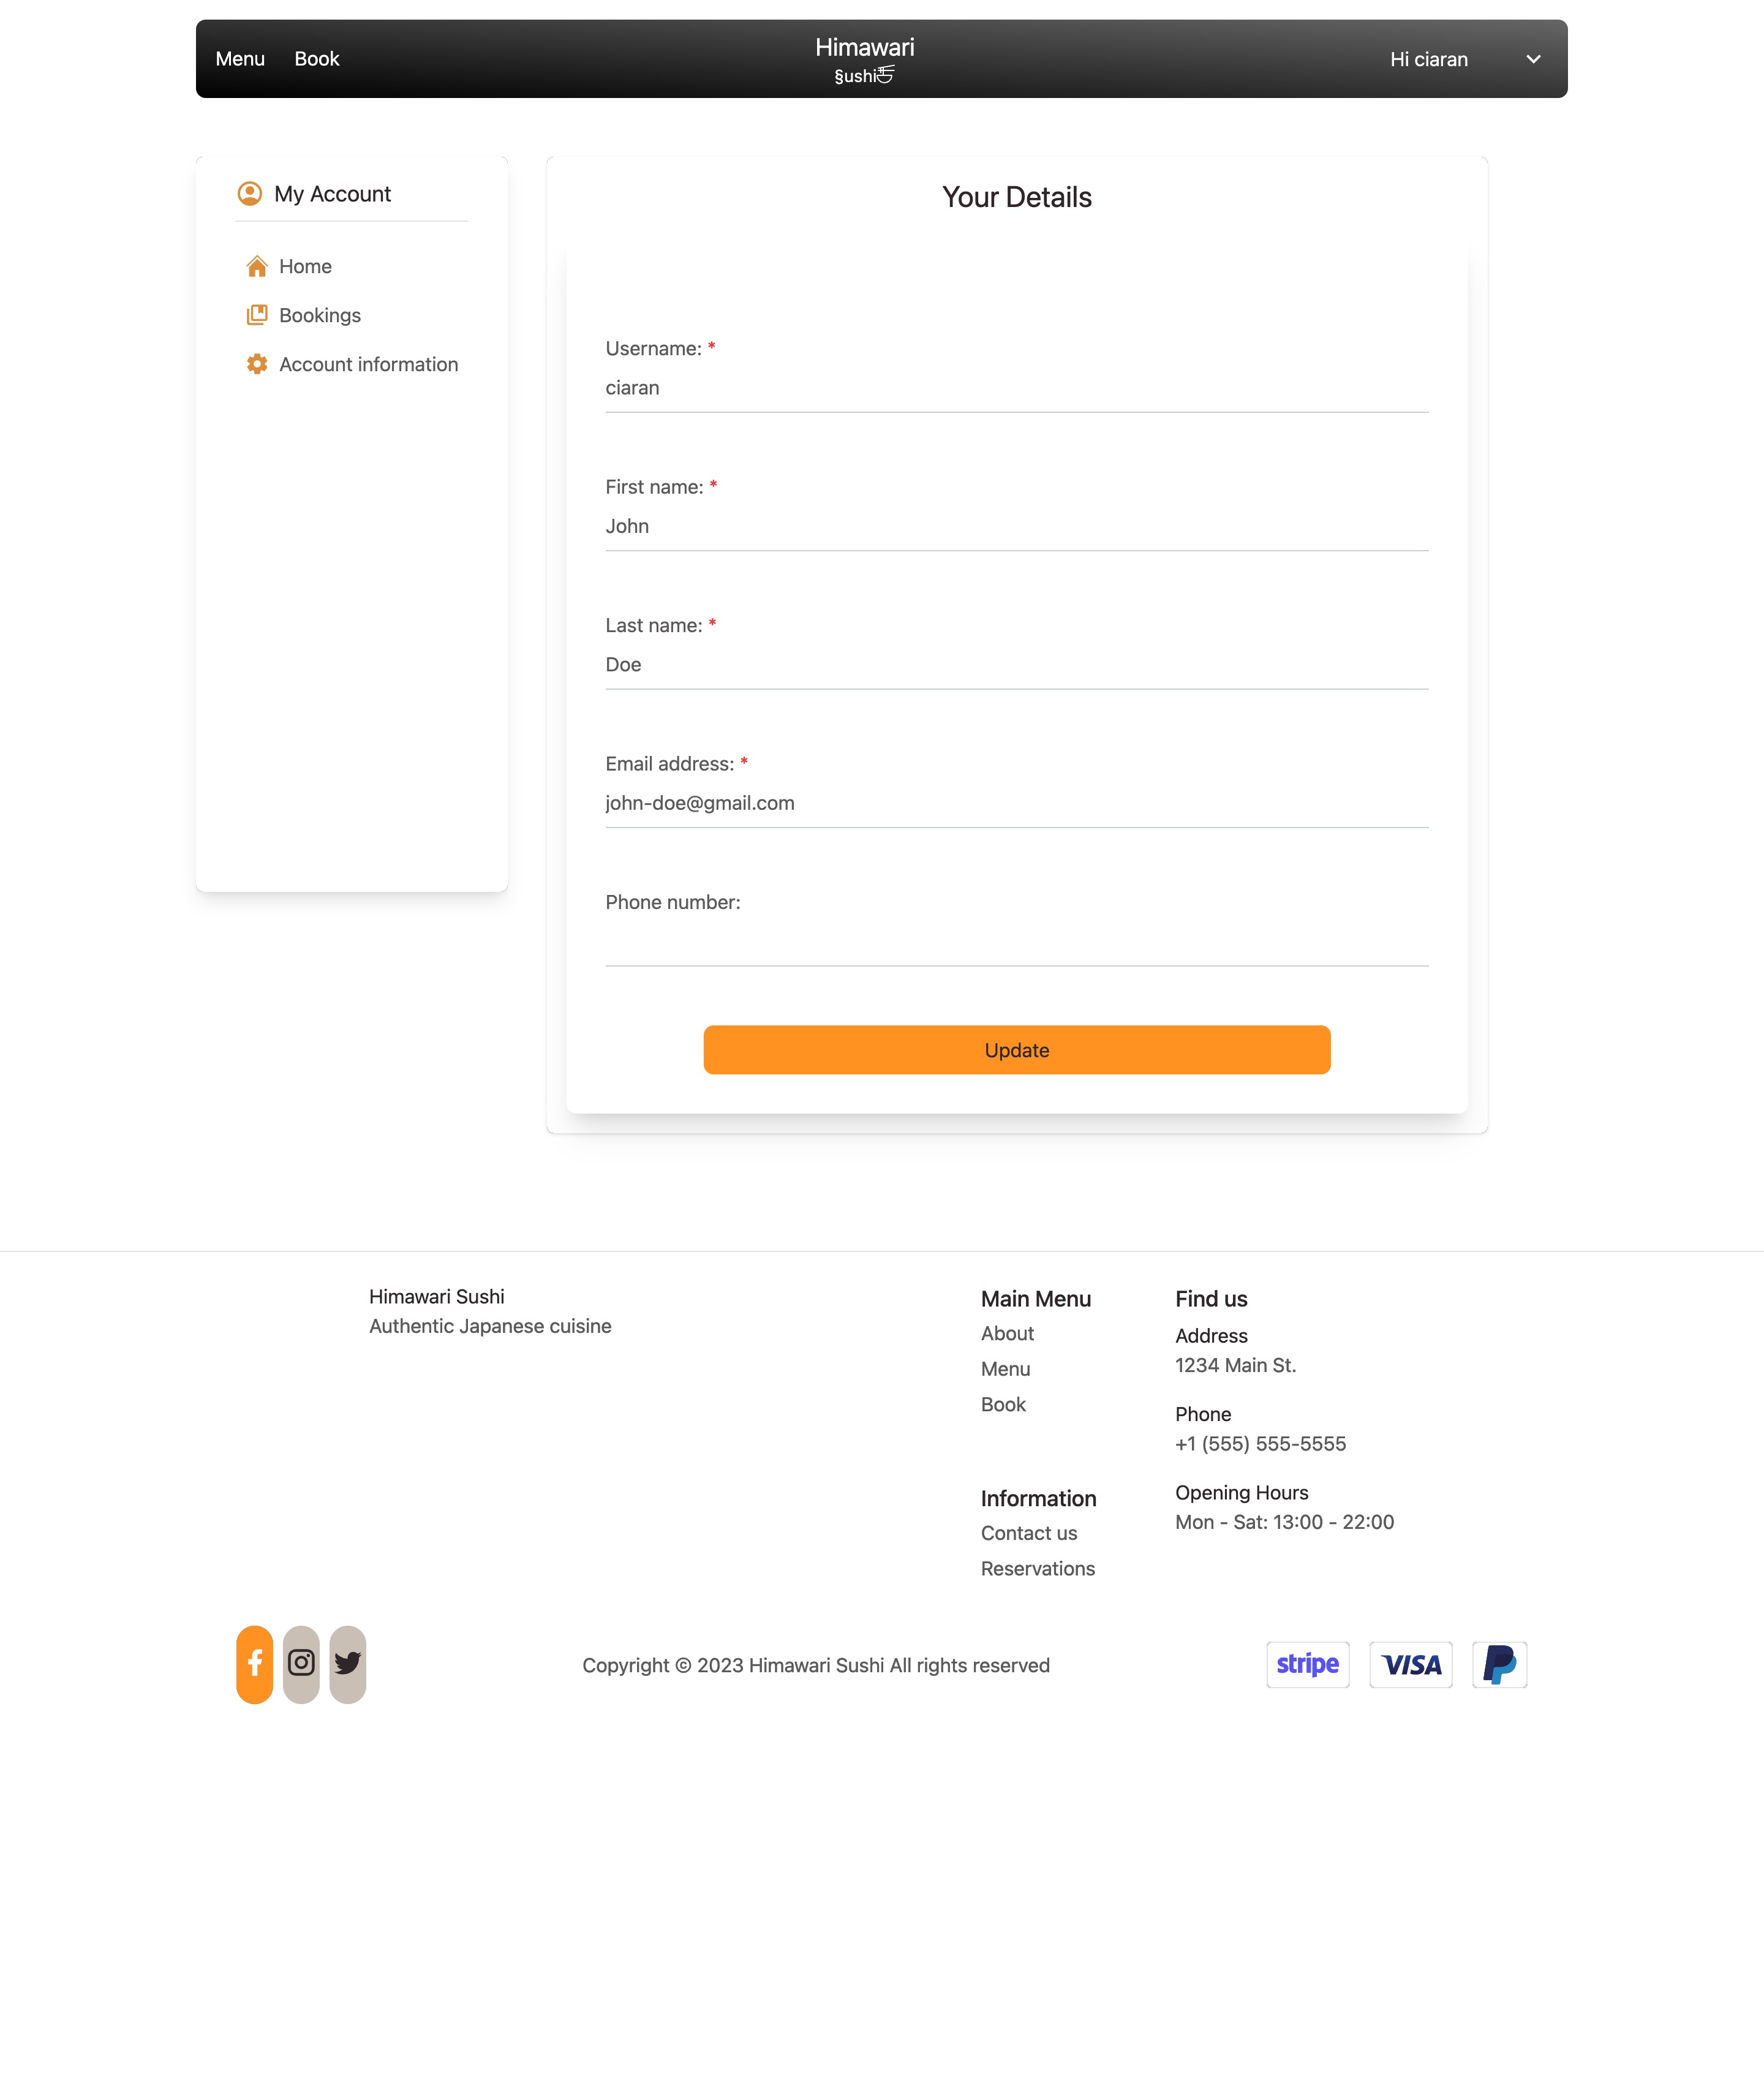 Menu Book
Himawari
§ushi
Hi ciaran
My Account
Home
Bookings
Account information
Your Details
Username: *
ciaran
First name: *
John
Last name: *
Doe
Email address: *
john-doe@gmail.com
Phone number:
Update
Himawari Sushi
Authentic Japanese cuisine
Main Menu
About
Menu
Book
Information
Contact us
Reservations
Find us
Address
1234 Main St.
Phone
+1 (555) 555-5555
Opening Hours
Mon - Sat: 13:00 - 22:00
Copyright © 2023 Himawari Sushi All rights reserved
stripe
VISA